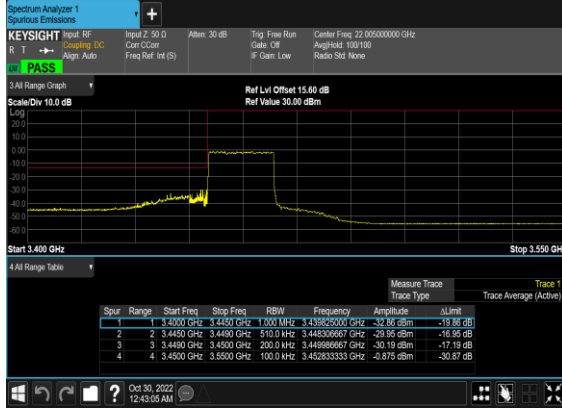 Spectrum Analyzer 1
Spurious Emissions
+
KEYSIGHT Input: RF Input Z: 50 Ω Atten: 30 dB Trig: Free Run Center Freq: 22.005000000 GHz
R T Coupling: DC Corr CCorr Gate: Off Avg|Hold: 100/100
Align: Auto Freq Ref: Int (S) IF Gain: Low Radio Std: None
PASS
3 All Range Graph
Ref Lvl Offset 15.60 dB
Scale/Div 10.0 dB Ref Value 30.00 dBm
Log
20.0
10.0
0.00
-10.0
-20.0
-30.0
-40.0
-50.0
-60.0
Start 3.400 GHz Stop 3.550 GH
4 All Range Table
Measure Trace Trace 1
Trace Type Trace Average (Active)
Spur Range Start Freq Stop Freq RBW Frequency Amplitude ΔLimit
1 1 3.4000 GHz 3.4450 GHz 1.000 MHz 3.439825000 GHz -32.86 dBm -19.86 dB
2 2 3.4450 GHz 3.4490 GHz 510.0 kHz 3.448306667 GHz -29.95 dBm -16.95 dB
3 3 3.4490 GHz 3.4500 GHz 200.0 kHz 3.449986667 GHz -30.19 dBm -17.19 dB
4 4 3.4500 GHz 3.5500 GHz 100.0 kHz 3.452833333 GHz -0.875 dBm -30.87 dB
? Oct 30, 2022
12:43:05 AM